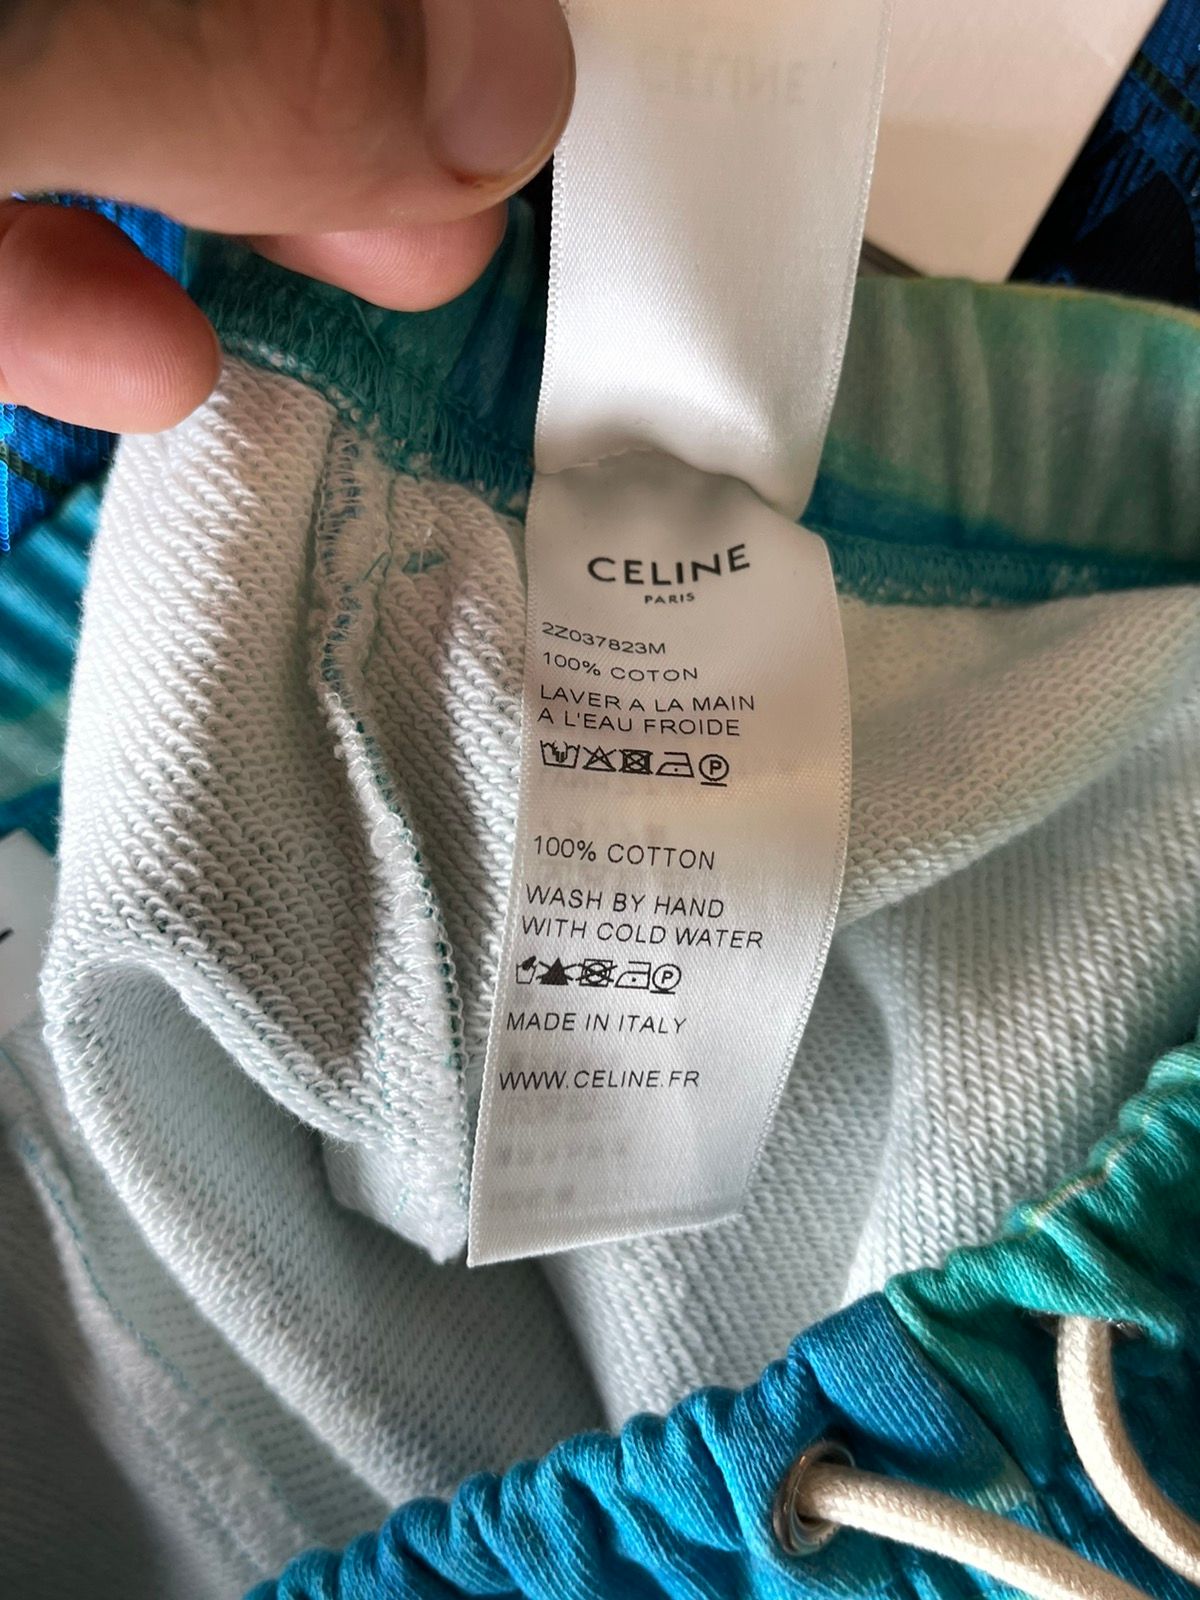 CELINE
CELINE
PARIS
2Z037823M
100% COTON
LAVER A LA MAIN
A L'EAU FROIDE
P
100% COTTON
WASH BY HAND
WITH COLD WATER
P
MADE IN ITALY
WWW.CELINE.FR